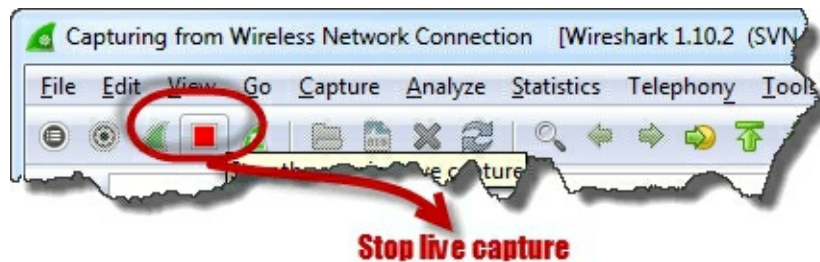 Capturing from Wireless Network Connection [Wireshark 1.10.2 (SVN
File Edit View Go Capture Analyze Statistics Telephony Tools
Stop live capture